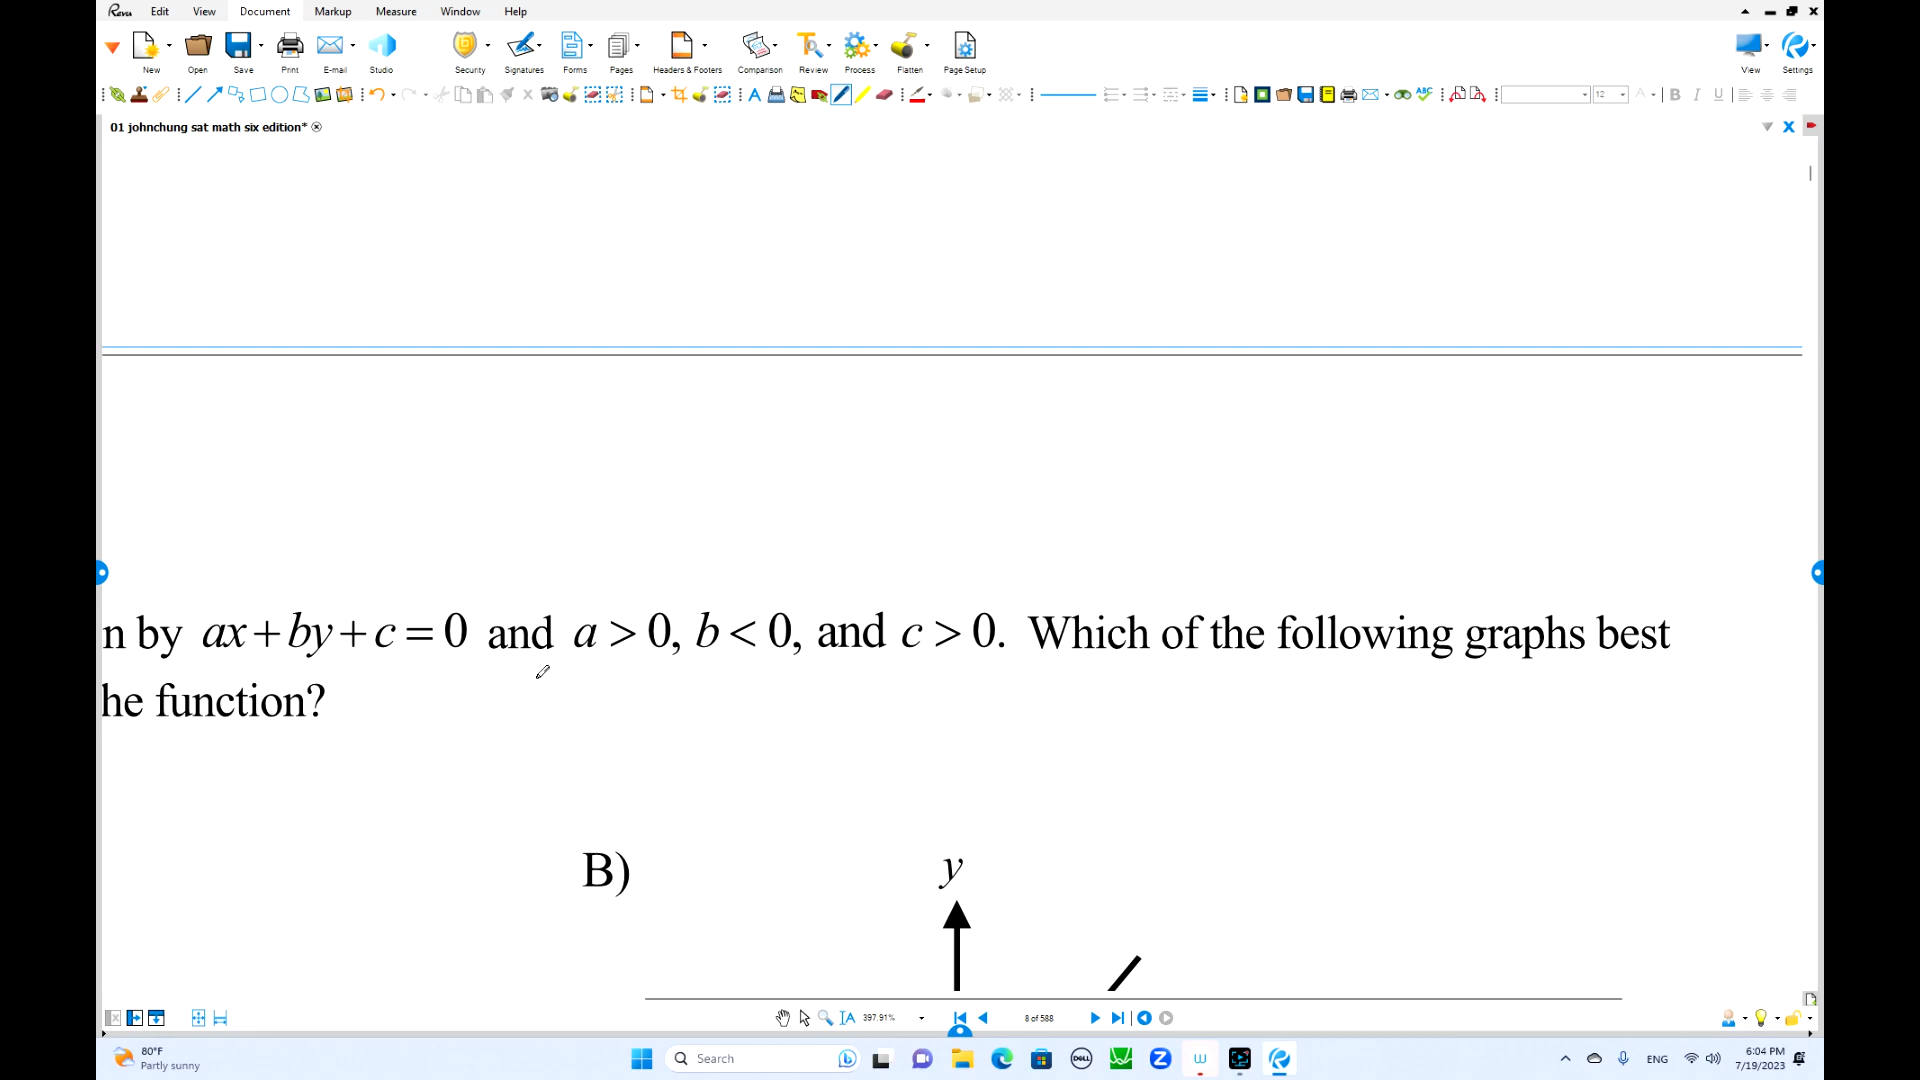 Revu Edit View Document Markup Measure Window Help
New Open Save Print E-mail Studio Security Signatures Forms Pages Headers & Footers Comparison Review Process Flatten Page Setup View Settings
12
01 johnchung sat math six edition*
n by ax + by + c = 0 and a > 0, b < 0, and c > 0. Which of the following graphs best
he function?
B) y
397.91% 8 of 588
80°F
Partly sunny
Search
ENG
6:04 PM
7/19/2023